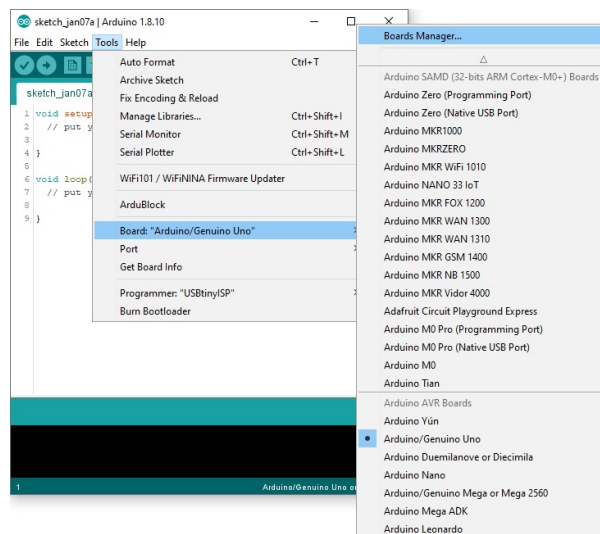 sketch_jan07a | Arduino 1.8.10
File Edit Sketch Tools Help
sketch_jan07a
1 void setup
2 // put y
3
4 }
5
6 void loop(
7 // put y
8
9 }
Auto Format Ctrl+T
Archive Sketch
Fix Encoding & Reload
Manage Libraries... Ctrl+Shift+I
Serial Monitor Ctrl+Shift+M
Serial Plotter Ctrl+Shift+L
WiFi101 / WiFiNINA Firmware Updater
ArduBlock
Board: "Arduino/Genuino Uno"
Port
Get Board Info
Programmer: "USBtinyISP"
Burn Bootloader
1 Arduino/Genuino Uno
Boards Manager...
Arduino SAMD (32-bits ARM Cortex-M0+) Boards
Arduino Zero (Programming Port)
Arduino Zero (Native USB Port)
Arduino MKR1000
Arduino MKRZERO
Arduino MKR WiFi 1010
Arduino NANO 33 IoT
Arduino MKR FOX 1200
Arduino MKR WAN 1300
Arduino MKR WAN 1310
Arduino MKR GSM 1400
Arduino MKR NB 1500
Arduino MKR Vidor 4000
Adafruit Circuit Playground Express
Arduino M0 Pro (Programming Port)
Arduino M0 Pro (Native USB Port)
Arduino M0
Arduino Tian
Arduino AVR Boards
Arduino Yún
Arduino/Genuino Uno
Arduino Duemilanove or Diecimila
Arduino Nano
Arduino/Genuino Mega or Mega 2560
Arduino Mega ADK
Arduino Leonardo